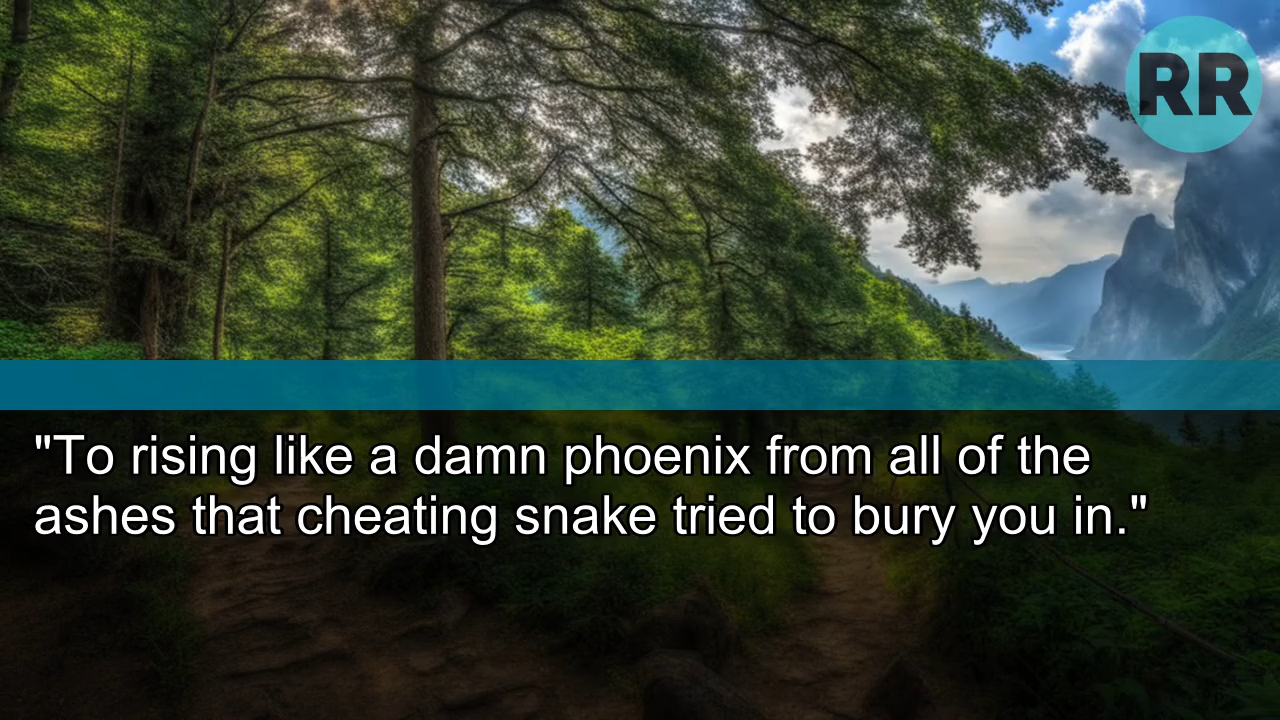 RR
"To rising like a damn phoenix from all of the
ashes that cheating snake tried to bury you in."